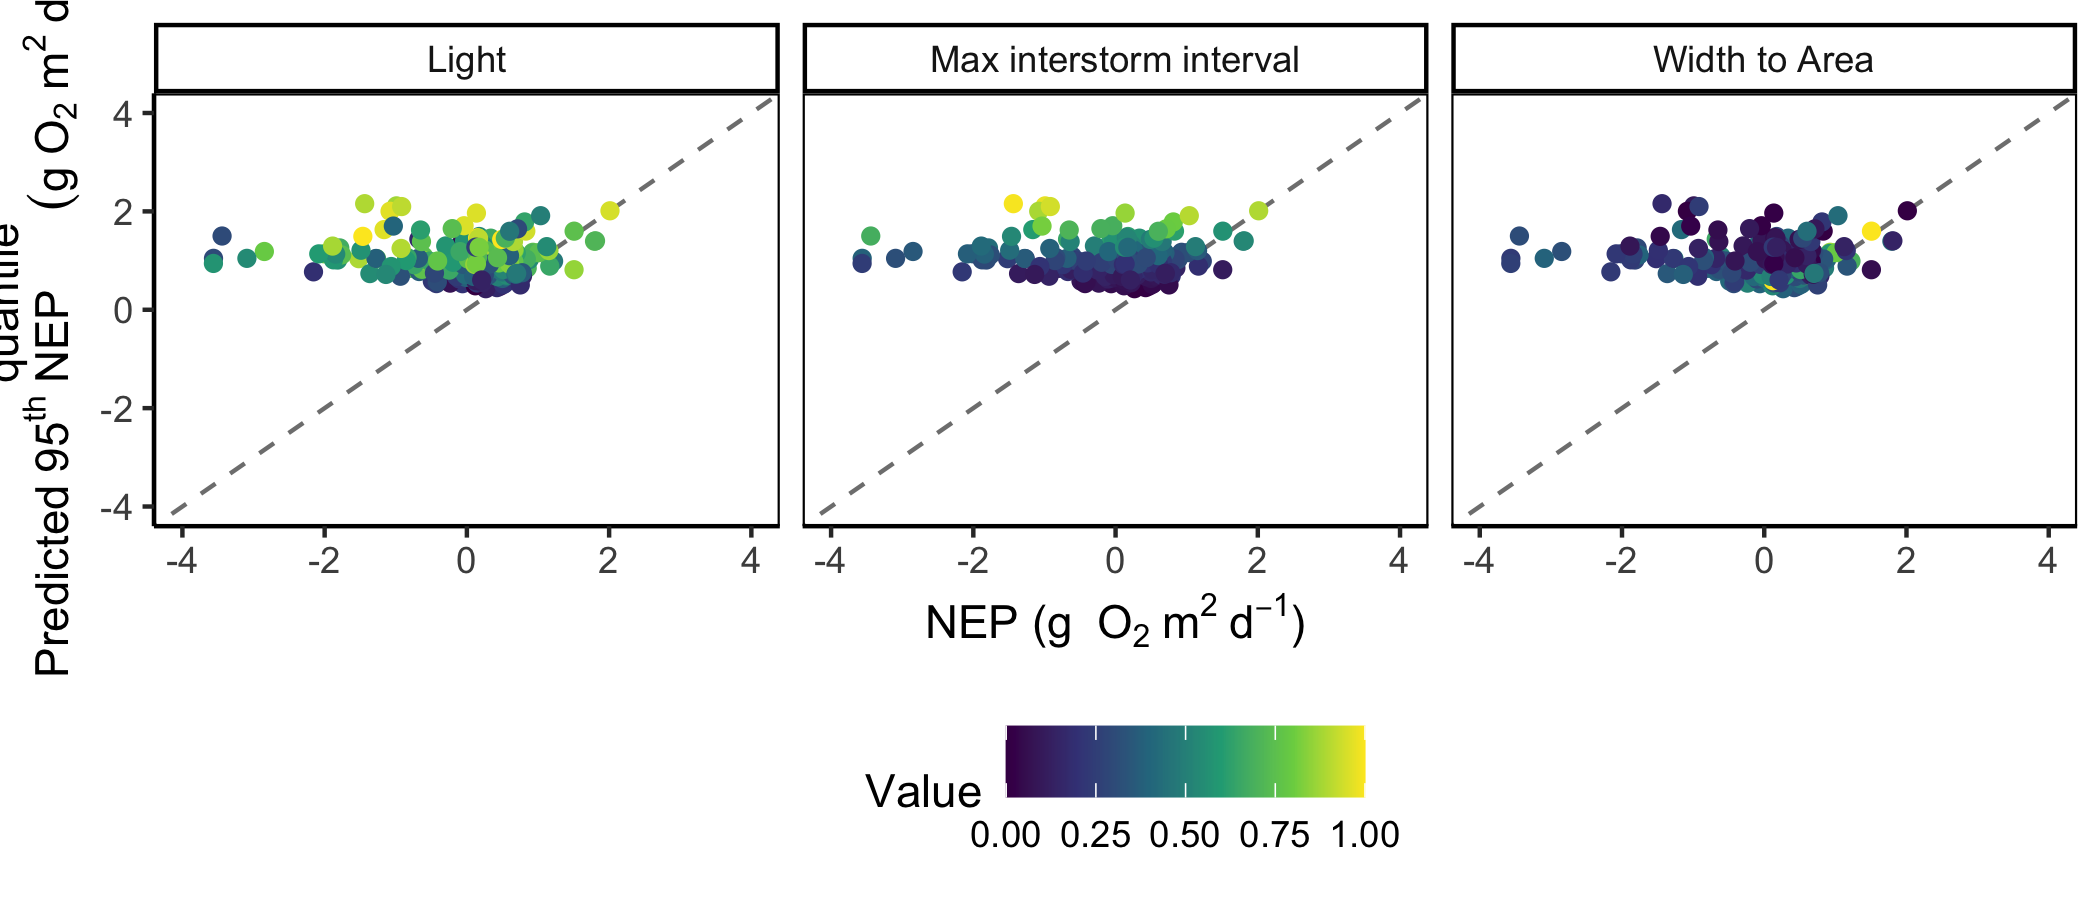 Light
Max interstorm interval
Width to Area
quantile
Predicted 95th NEP (g O2 m2 d
4
2
0
-2
-4
-4 -2 0 2 4
-4 -2 0 2 4
-4 -2 0 2 4
NEP (g O2 m2 d−1)
Value
0.00 0.25 0.50 0.75 1.00